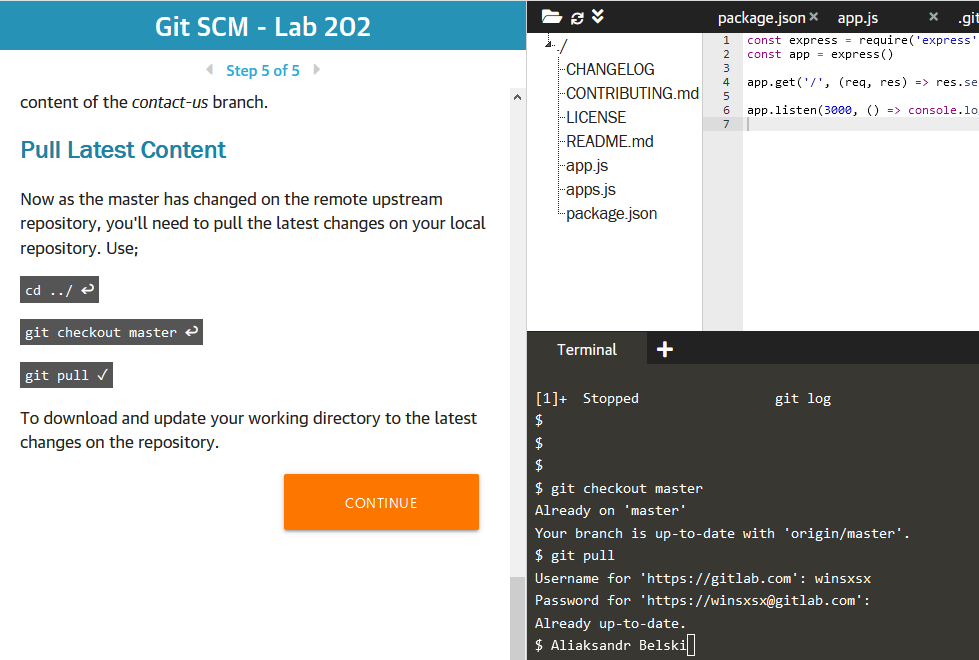 Git SCM - Lab 202
Step 5 of 5
content of the contact-us branch.
Pull Latest Content
Now as the master has changed on the remote upstream
repository, you'll need to pull the latest changes on your local
repository. Use;
cd ../ ↩
git checkout master ↩
git pull ✓
To download and update your working directory to the latest
changes on the repository.
CONTINUE
./
CHANGELOG
CONTRIBUTING.md
LICENSE
README.md
app.js
apps.js
package.json
package.json × app.js × .git
1 const express = require('express'
2 const app = express()
3
4 app.get('/', (req, res) => res.se
5
6 app.listen(3000, () => console.lo
7
Terminal +
[1]+ Stopped git log
$
$
$
$ git checkout master
Already on 'master'
Your branch is up-to-date with 'origin/master'.
$ git pull
Username for 'https://gitlab.com': winsxsx
Password for 'https://winsxsx@gitlab.com':
Already up-to-date.
$ Aliaksandr Belski